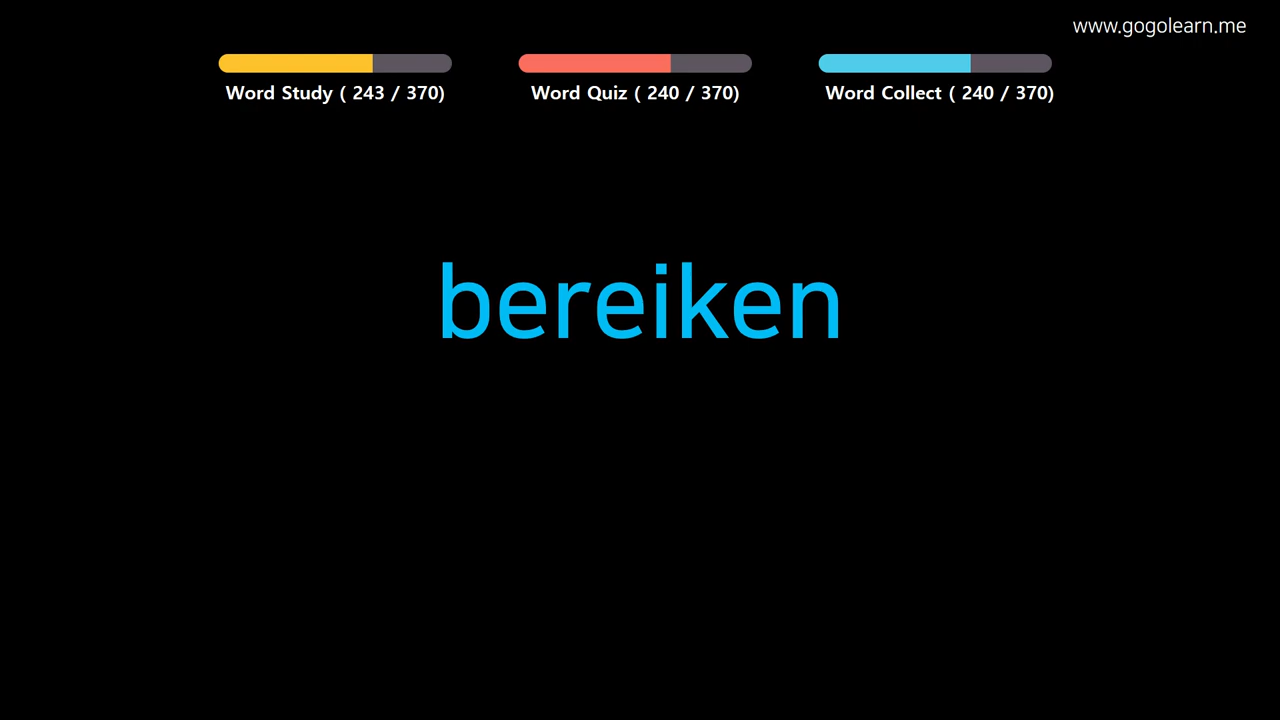 www.gogolearn.me
Word Study ( 243 / 370)
Word Quiz ( 240 / 370)
Word Collect ( 240 / 370)
bereiken